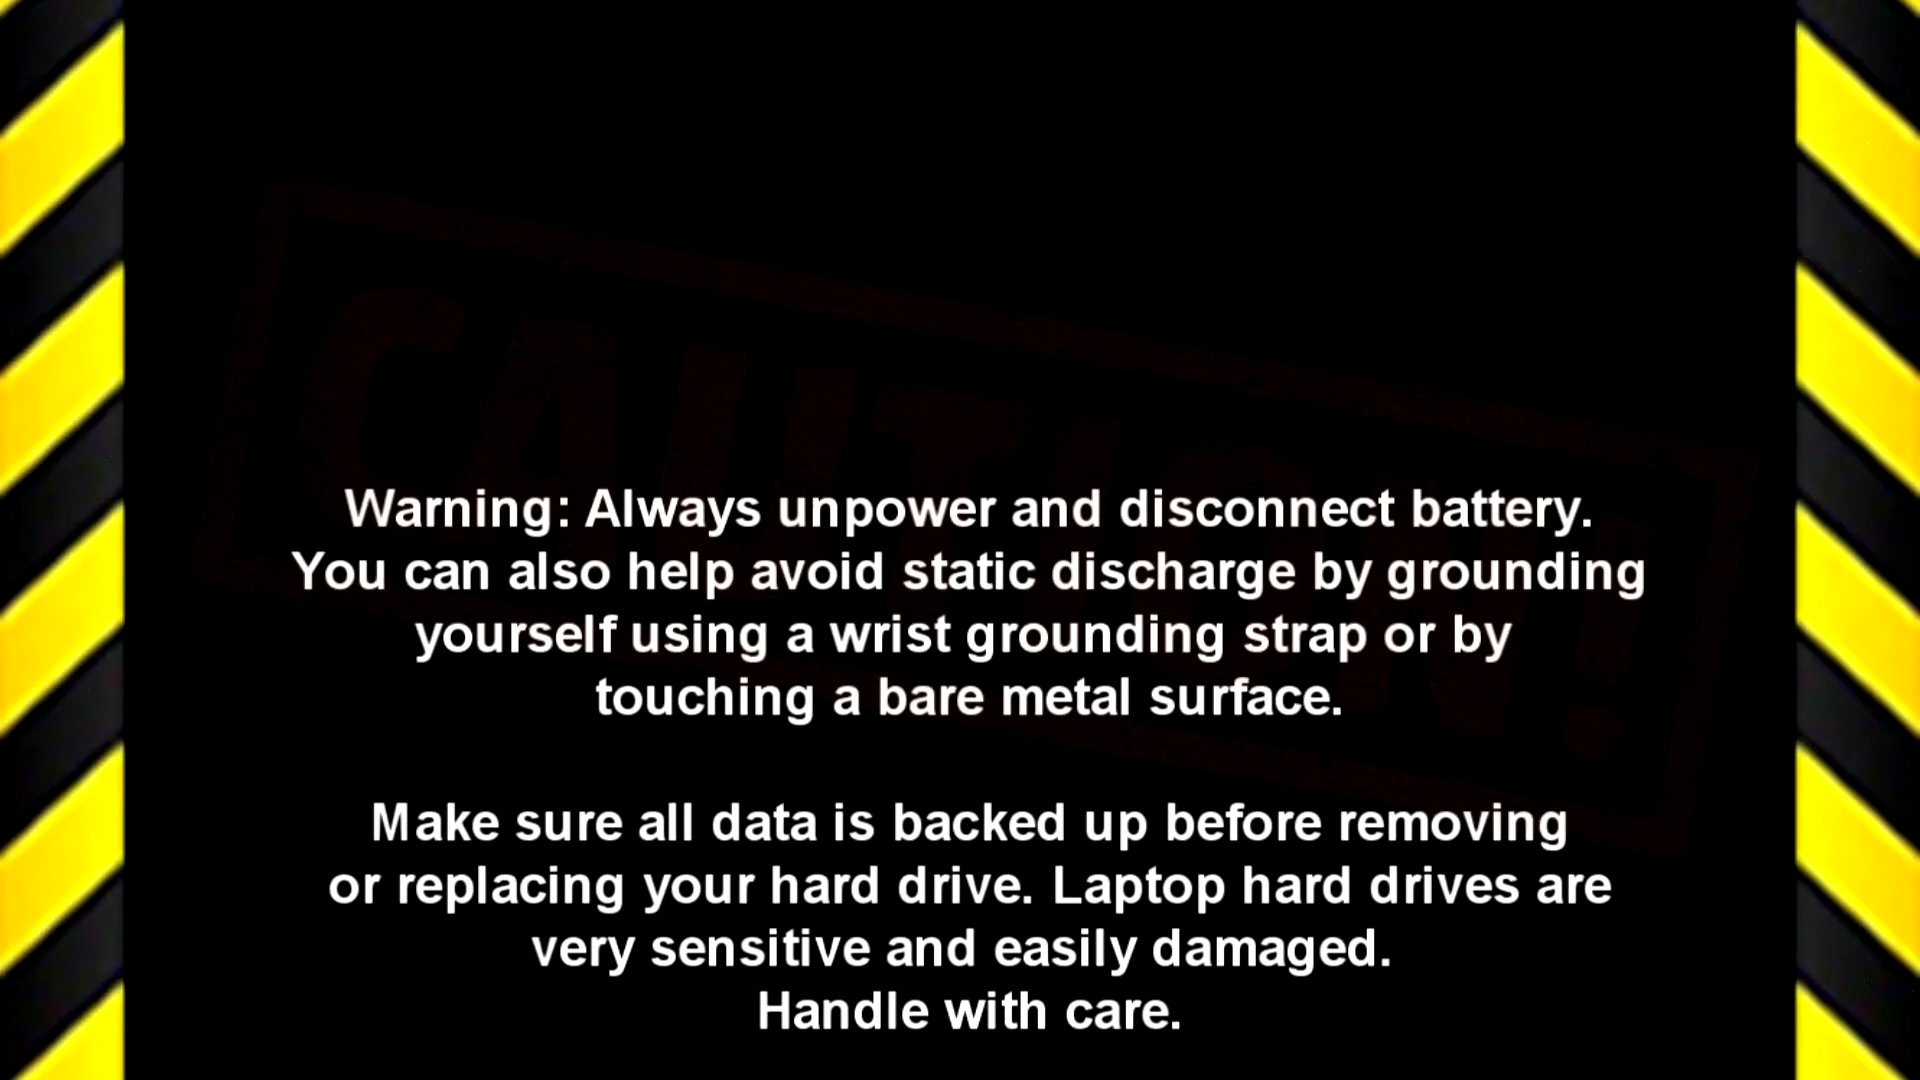 CAUTION!
Warning: Always unpower and disconnect battery.
You can also help avoid static discharge by grounding
yourself using a wrist grounding strap or by
touching a bare metal surface.
Make sure all data is backed up before removing
or replacing your hard drive. Laptop hard drives are
very sensitive and easily damaged.
Handle with care.